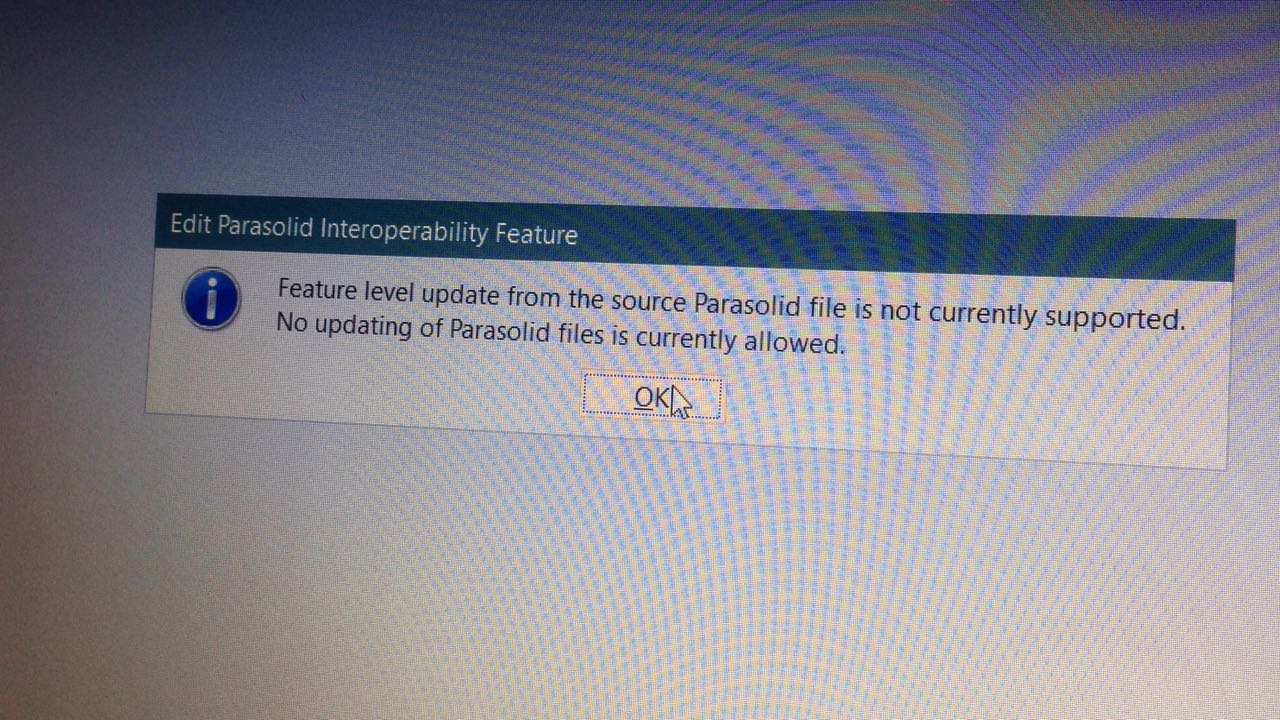 Edit Parasolid Interoperability Feature
Feature level update from the source Parasolid file is not currently supported.
No updating of Parasolid files is currently allowed.
OK